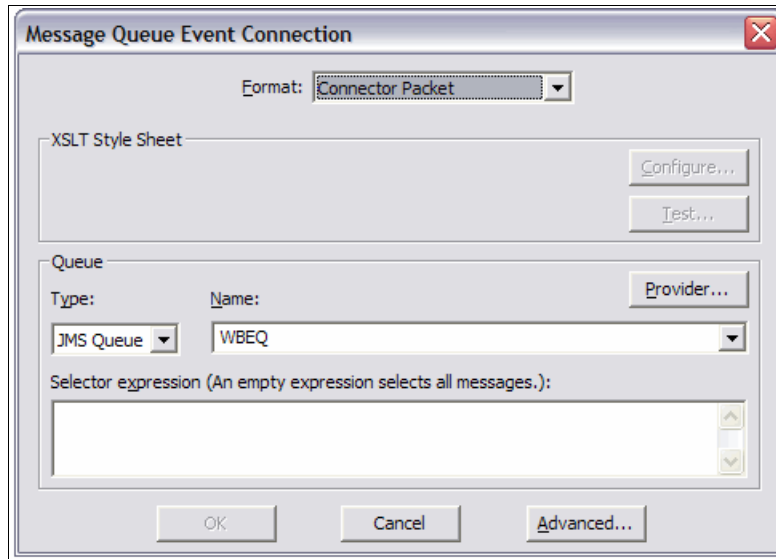 Message Queue Event Connection
Format: Connector Packet
XSLT Style Sheet
Configure...
Test...
Queue
Provider...
Type: Name:
JMS Queue WBEQ
Selector expression (An empty expression selects all messages.):
OK Cancel Advanced...